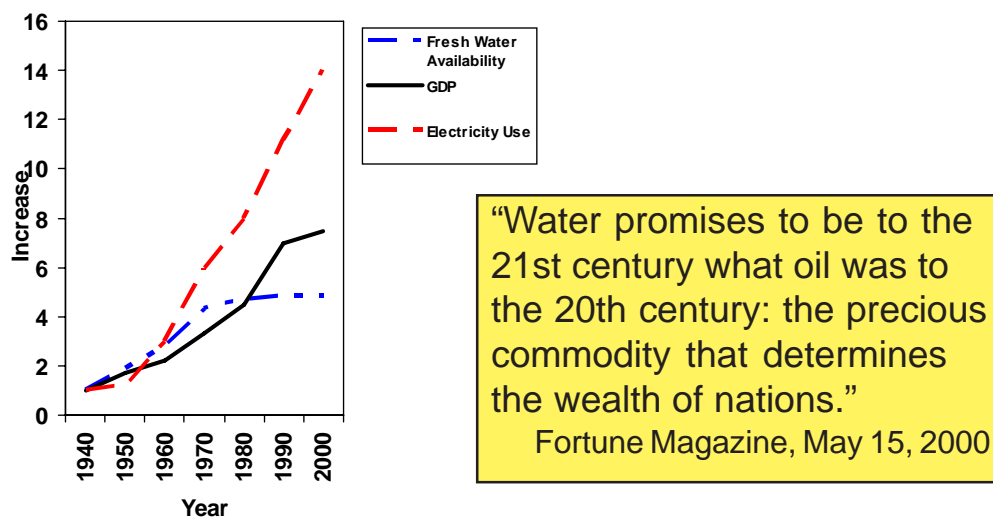 16
14
12
10
8
6
4
2
0
Increase
1940
1950
1960
1970
1980
1990
2000
Year
Fresh Water
Availability
GDP
Electricity Use
“Water promises to be to the
21st century what oil was to
the 20th century: the precious
commodity that determines
the wealth of nations.”
Fortune Magazine, May 15, 2000